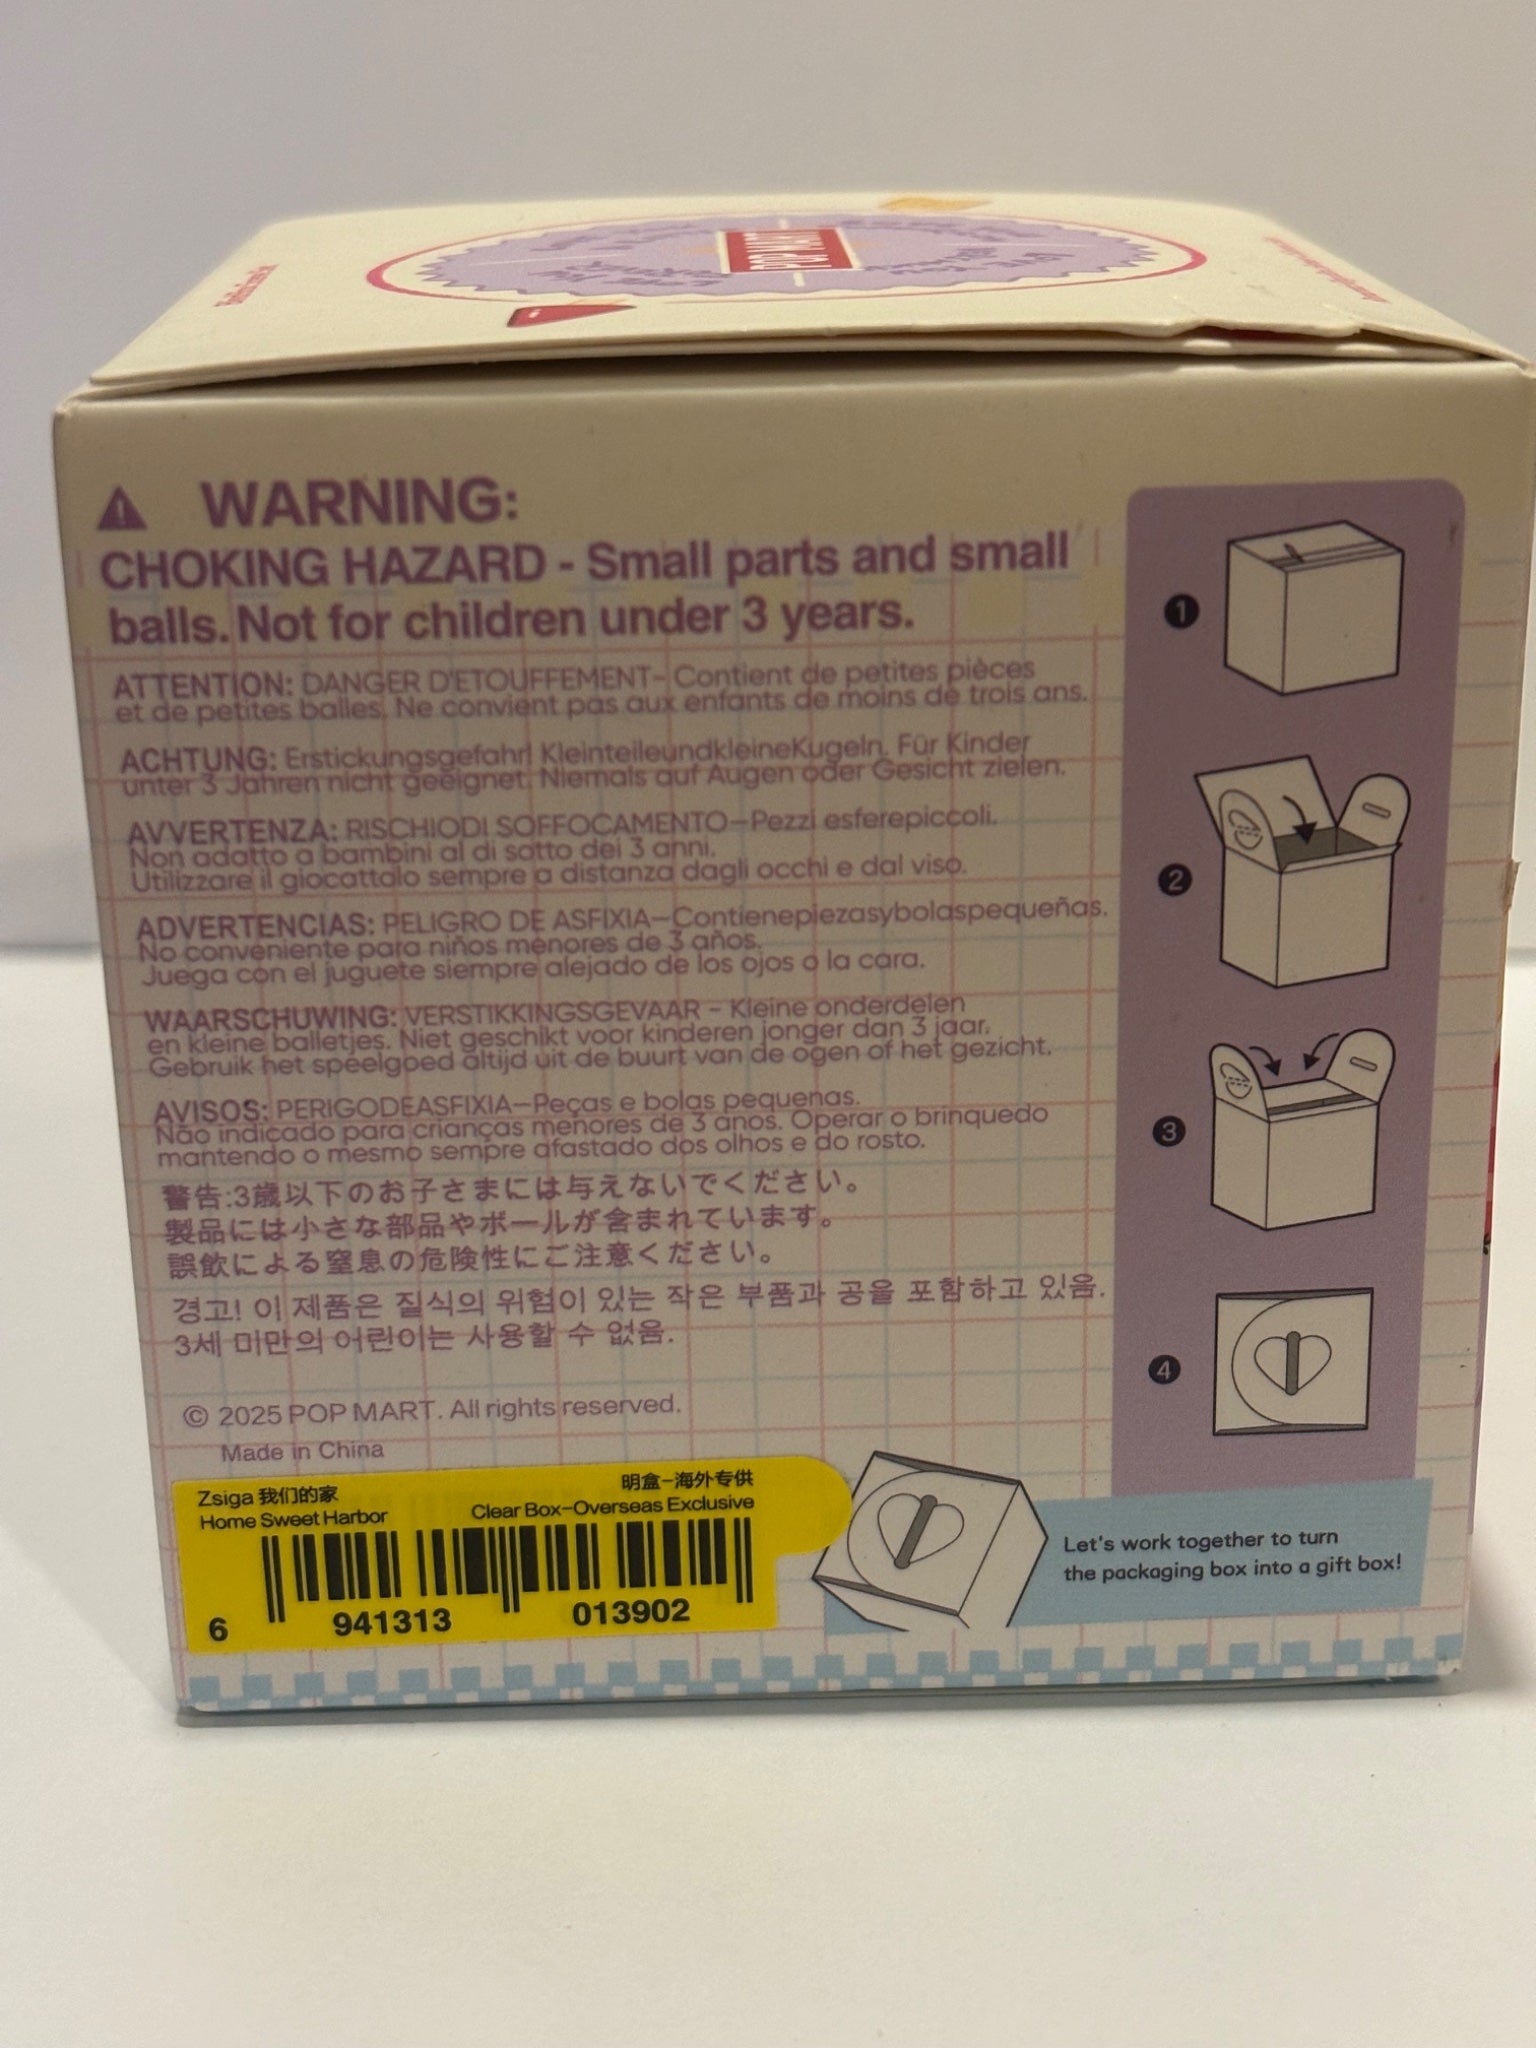 POP MART
WARNING:
CHOKING HAZARD - Small parts and small
balls. Not for children under 3 years.
ATTENTION: DANGER D'ETOUFFEMENT- Contient de petites pièces
et de petites balles. Ne convient pas aux enfants de moins de trois ans.
ACHTUNG: Erstickungsgefahr! KleinteileundkleineKugeln. Für Kinder
unter 3 Jahren nicht geeignet. Niemals auf Augen oder Gesicht zielen.
AVVERTENZA: RISCHIODI SOFFOCAMENTO—Pezzi esferepiccoli.
Non adatto a bambini al di sotto dei 3 anni.
Utilizzare il giocattalo sempre a distanza dagli occhi e dal viso.
ADVERTENCIAS: PELIGRO DE ASFIXIA—Contienepiezasybolaspequeñas.
No conveniente para niños menores de 3 años.
Juega con el juguete siempre alejado de los ojos o la cara.
WAARSCHUWING: VERSTIKKINGSGEVAAR - Kleine onderdelen
en kleine balletjes. Niet geschikt voor kinderen jonger dan 3 jaar.
Gebruik het speelgoed altijd uit de buurt van de ogen of het gezicht.
AVISOS: PERIGODEASFIXIA—Peças e bolas pequenas.
Não indicado para crianças menores de 3 anos. Operar o brinquedo
mantendo o mesmo sempre afastado dos olhos e do rosto.
警告:3歳以下のお子さまには与えないでください。
製品には小さな部品やボールが含まれています。
誤飲による窒息の危険性にご注意ください。
경고! 이 제품은 질식의 위험이 있는 작은 부품과 공을 포함하고 있음.
3세 미만의 어린이는 사용할 수 없음.
© 2025 POP MART. All rights reserved.
Made in China
Zsiga 我们的家
Home Sweet Harbor
明盒-海外专供
Clear Box-Overseas Exclusive
6 941313 013902
1
2
3
4
Let's work together to turn
the packaging box into a gift box!